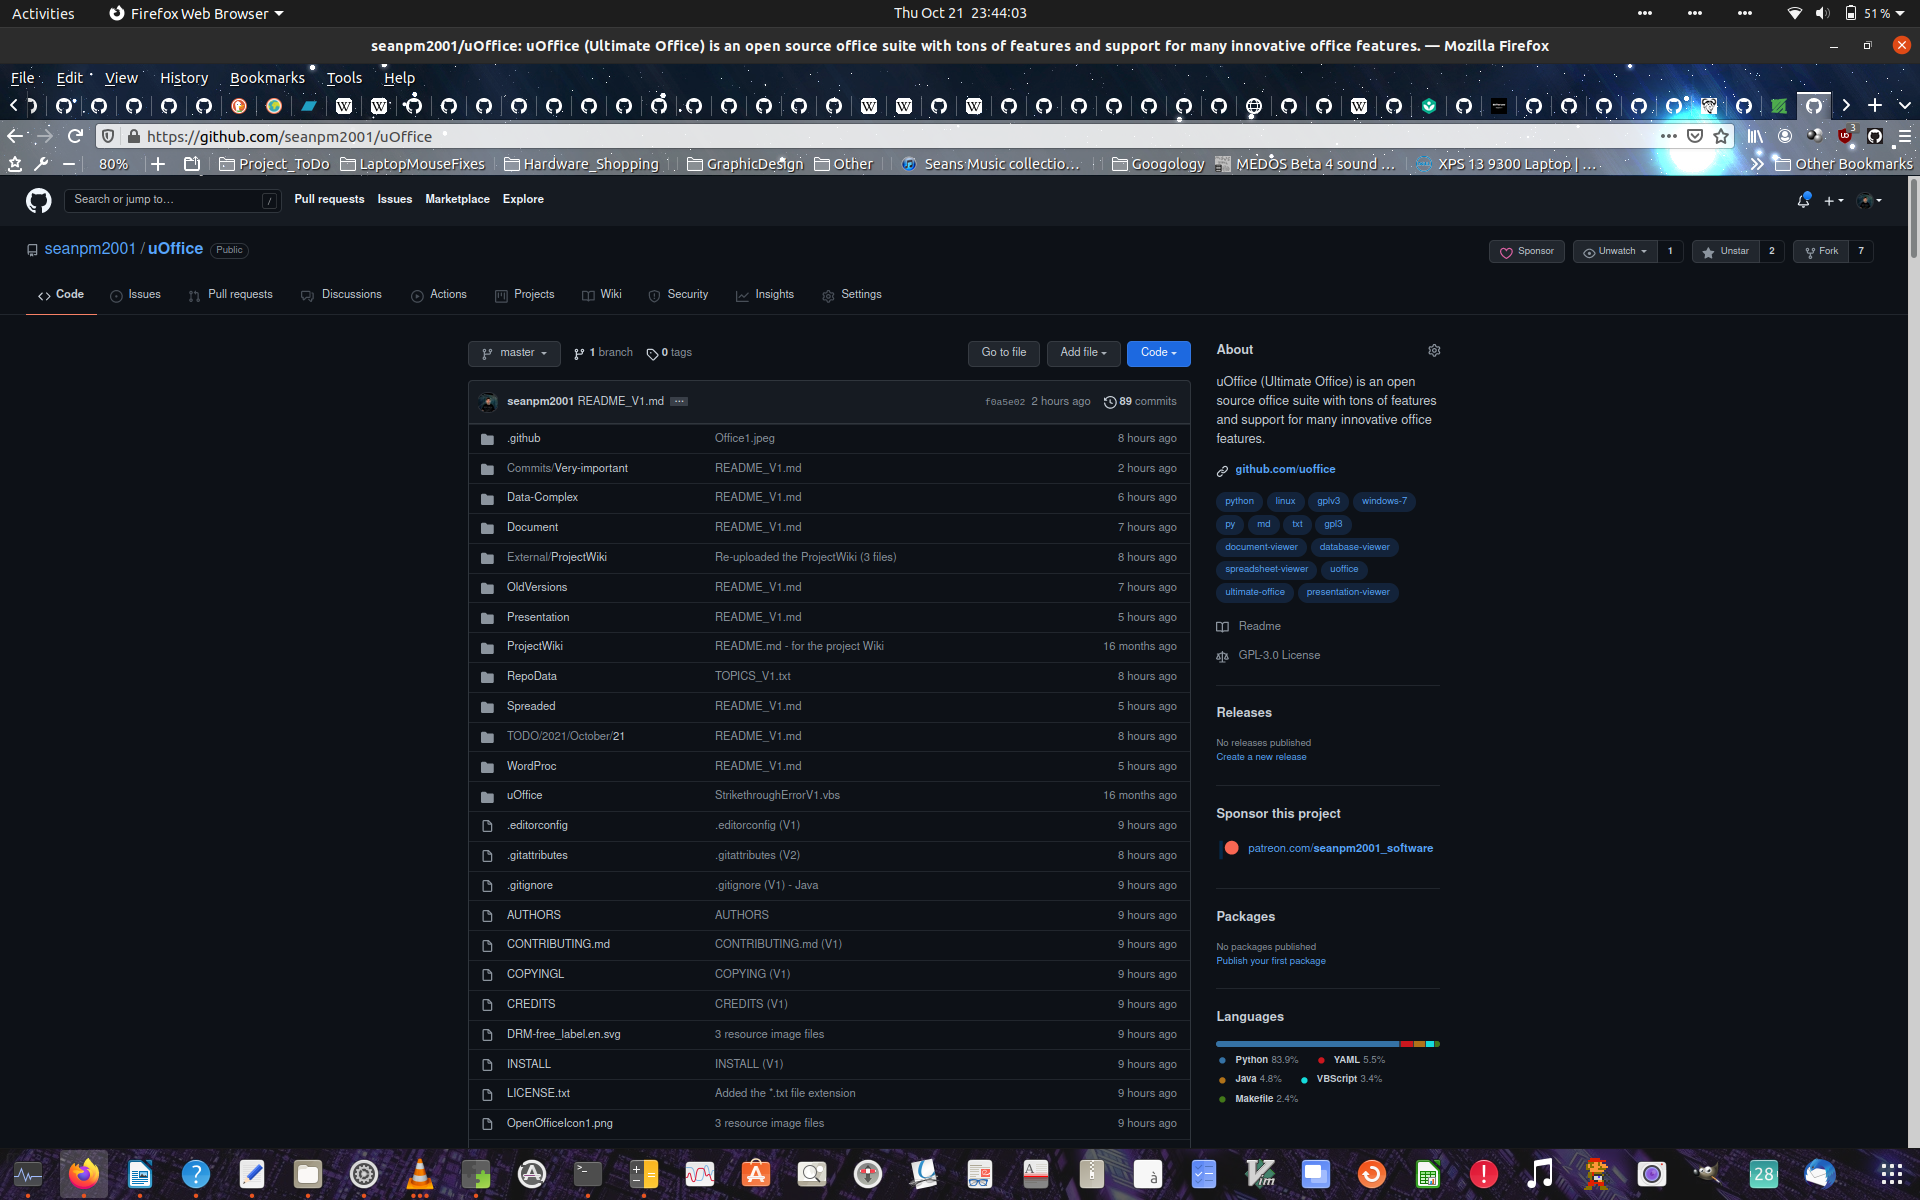 Activities Firefox Web Browser Thu Oct 21 23:44:03 51 %
seanpm2001/uOffice: uOffice (Ultimate Office) is an open source office suite with tons of features and support for many innovative office features. — Mozilla Firefox
File Edit View History Bookmarks Tools Help
https://github.com/seanpm2001/uOffice 3
80% Project_ToDo LaptopMouseFixes Hardware_Shopping GraphicDesign Other Seans Music collectio… Googology MEDOS Beta 4 sound … XPS 13 9300 Laptop | … Other Bookmarks
Search or jump to… / Pull requests Issues Marketplace Explore
seanpm2001 / uOffice Public Sponsor Unwatch 1 Unstar 2 Fork 7
Code Issues Pull requests Discussions Actions Projects Wiki Security Insights Settings
master 1 branch 0 tags Go to file Add file Code
seanpm2001 README_V1.md ... f0a5e02 2 hours ago 89 commits
.github Office1.jpeg 8 hours ago
Commits/Very-important README_V1.md 2 hours ago
Data-Complex README_V1.md 6 hours ago
Document README_V1.md 7 hours ago
External/ProjectWiki Re-uploaded the ProjectWiki (3 files) 8 hours ago
OldVersions README_V1.md 7 hours ago
Presentation README_V1.md 5 hours ago
ProjectWiki README.md - for the project Wiki 16 months ago
RepoData TOPICS_V1.txt 8 hours ago
Spreaded README_V1.md 5 hours ago
TODO/2021/October/21 README_V1.md 8 hours ago
WordProc README_V1.md 5 hours ago
uOffice StrikethroughErrorV1.vbs 16 months ago
.editorconfig .editorconfig (V1) 9 hours ago
.gitattributes .gitattributes (V2) 8 hours ago
.gitignore .gitignore (V1) - Java 9 hours ago
AUTHORS AUTHORS 9 hours ago
CONTRIBUTING.md CONTRIBUTING.md (V1) 9 hours ago
COPYINGL COPYING (V1) 9 hours ago
CREDITS CREDITS (V1) 9 hours ago
DRM-free_label.en.svg 3 resource image files 9 hours ago
INSTALL INSTALL (V1) 9 hours ago
LICENSE.txt Added the *.txt file extension 9 hours ago
OpenOfficeIcon1.png 3 resource image files 9 hours ago
About
uOffice (Ultimate Office) is an open
source office suite with tons of features
and support for many innovative office
features.
github.com/uoffice
python linux gplv3 windows-7
py md txt gpl3
document-viewer database-viewer
spreadsheet-viewer uoffice
ultimate-office presentation-viewer
Readme
GPL-3.0 License
Releases
No releases published
Create a new release
Sponsor this project
patreon.com/seanpm2001_software
Packages
No packages published
Publish your first package
Languages
Python 83.9% YAML 5.5%
Java 4.8% VBScript 3.4%
Makefile 2.4%
28